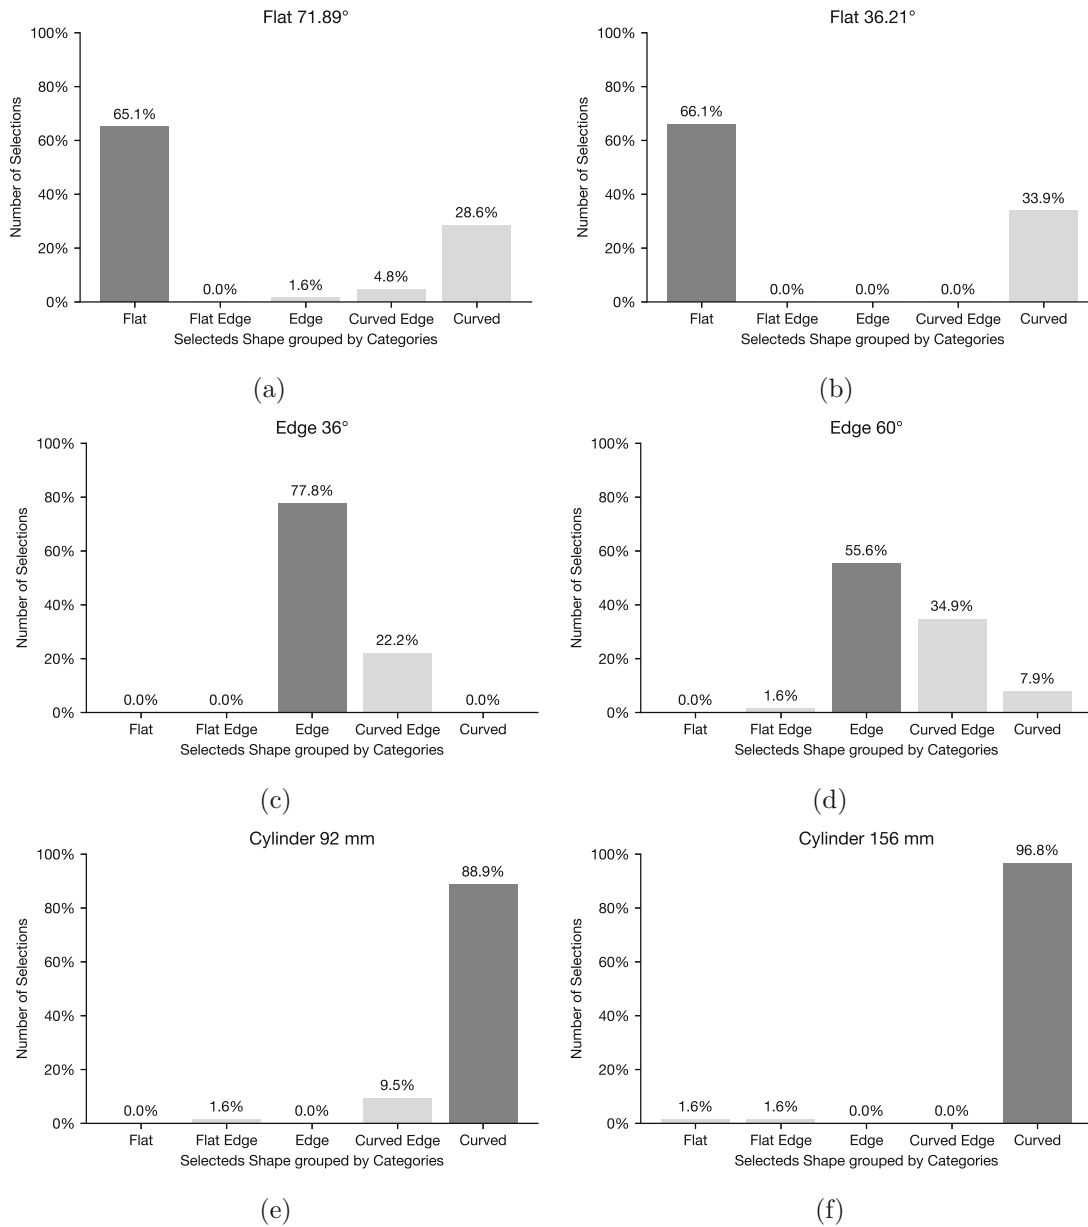 Flat 71.89°
100%
80%
60%
40%
20%
0%
Number of Selections
65.1%
0.0%
1.6%
4.8%
28.6%
Flat Flat Edge Edge Curved Edge Curved
Selecteds Shape grouped by Categories
(a)
Flat 36.21°
100%
80%
60%
40%
20%
0%
Number of Selections
66.1%
0.0%
0.0%
0.0%
33.9%
Flat Flat Edge Edge Curved Edge Curved
Selecteds Shape grouped by Categories
(b)
Edge 36°
100%
80%
60%
40%
20%
0%
Number of Selections
0.0%
0.0%
77.8%
22.2%
0.0%
Flat Flat Edge Edge Curved Edge Curved
Selecteds Shape grouped by Categories
(c)
Edge 60°
100%
80%
60%
40%
20%
0%
Number of Selections
0.0%
1.6%
55.6%
34.9%
7.9%
Flat Flat Edge Edge Curved Edge Curved
Selecteds Shape grouped by Categories
(d)
Cylinder 92 mm
100%
80%
60%
40%
20%
0%
Number of Selections
0.0%
1.6%
0.0%
9.5%
88.9%
Flat Flat Edge Edge Curved Edge Curved
Selecteds Shape grouped by Categories
(e)
Cylinder 156 mm
100%
80%
60%
40%
20%
0%
Number of Selections
1.6%
1.6%
0.0%
0.0%
96.8%
Flat Flat Edge Edge Curved Edge Curved
Selecteds Shape grouped by Categories
(f)